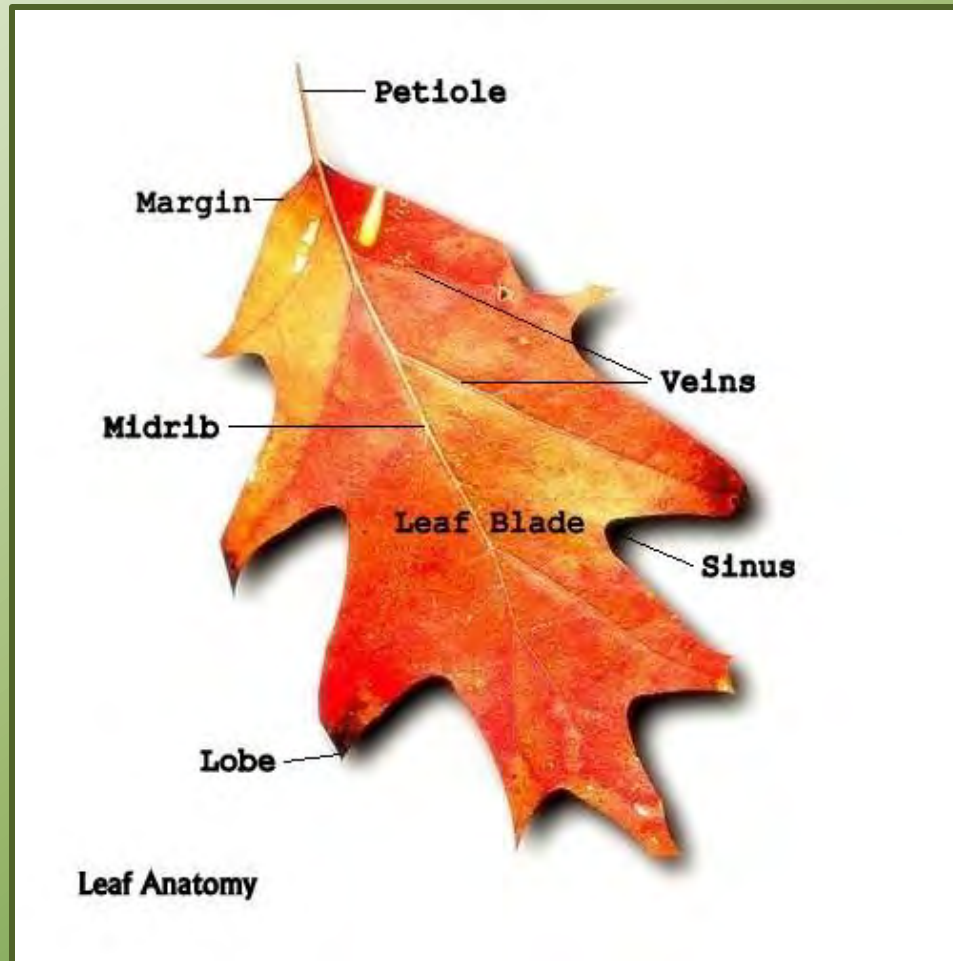 Petiole
Margin
Veins
Midrib
Leaf Blade
Sinus
Lobe
Leaf Anatomy